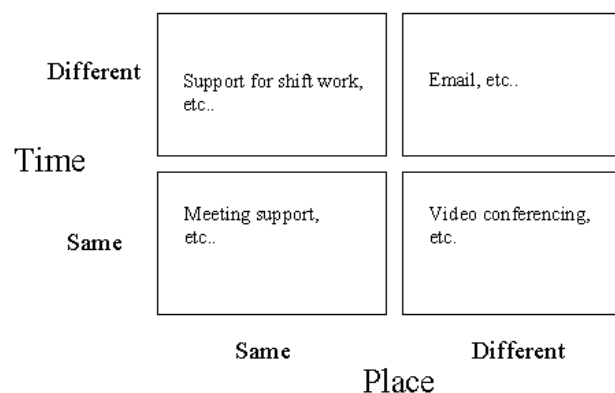 Different
Support for shift work,
etc..
Email, etc..
Time
Same
Meeting support,
etc..
Video conferencing,
etc.
Same
Different
Place